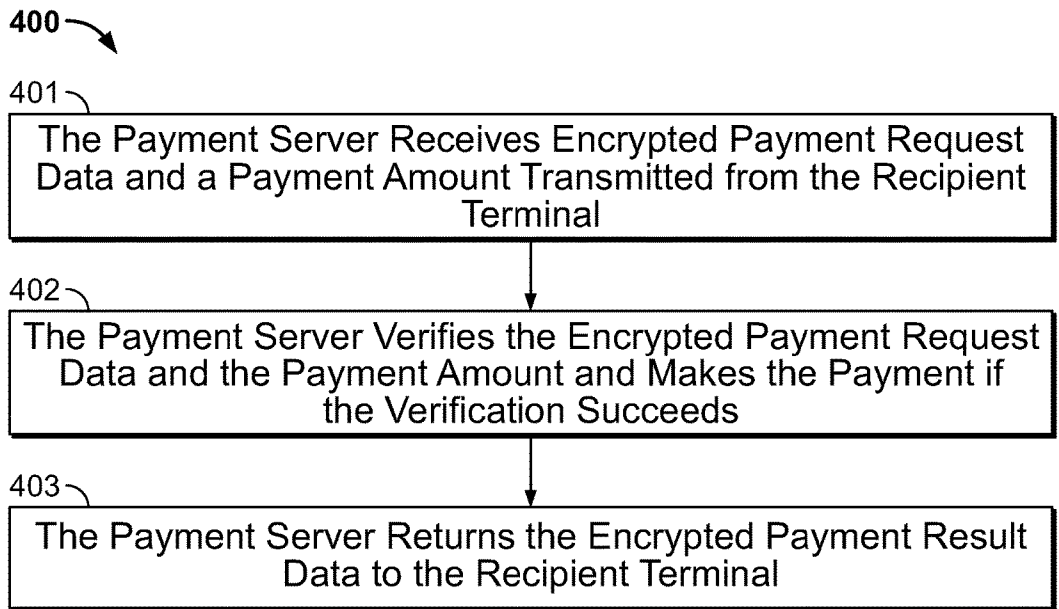 400
401
The Payment Server Receives Encrypted Payment Request
Data and a Payment Amount Transmitted from the Recipient
Terminal
402
The Payment Server Verifies the Encrypted Payment Request
Data and the Payment Amount and Makes the Payment if
the Verification Succeeds
403
The Payment Server Returns the Encrypted Payment Result
Data to the Recipient Terminal